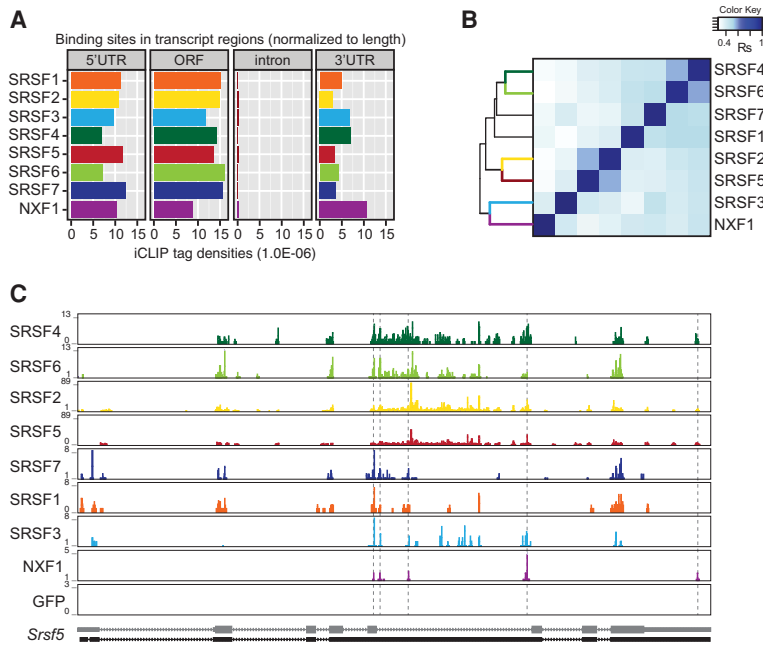 A
Binding sites in transcript regions (normalized to length)
5'UTR ORF intron 3'UTR
SRSF1
SRSF2
SRSF3
SRSF4
SRSF5
SRSF6
SRSF7
NXF1
0 5 10 15 0 5 10 15 0 5 10 15 0 5 10 15
iCLIP tag densities (1.0E-06)
B
Color Key
0.4 1
Rs
SRSF4
SRSF6
SRSF7
SRSF1
SRSF2
SRSF5
SRSF3
NXF1
C
SRSF4 13 0
SRSF6 13 1
SRSF2 89 1
SRSF5 89 0
SRSF7 8 1
SRSF1 8 0
SRSF3 8 1
NXF1 5 1
GFP 3 0
Srsf5